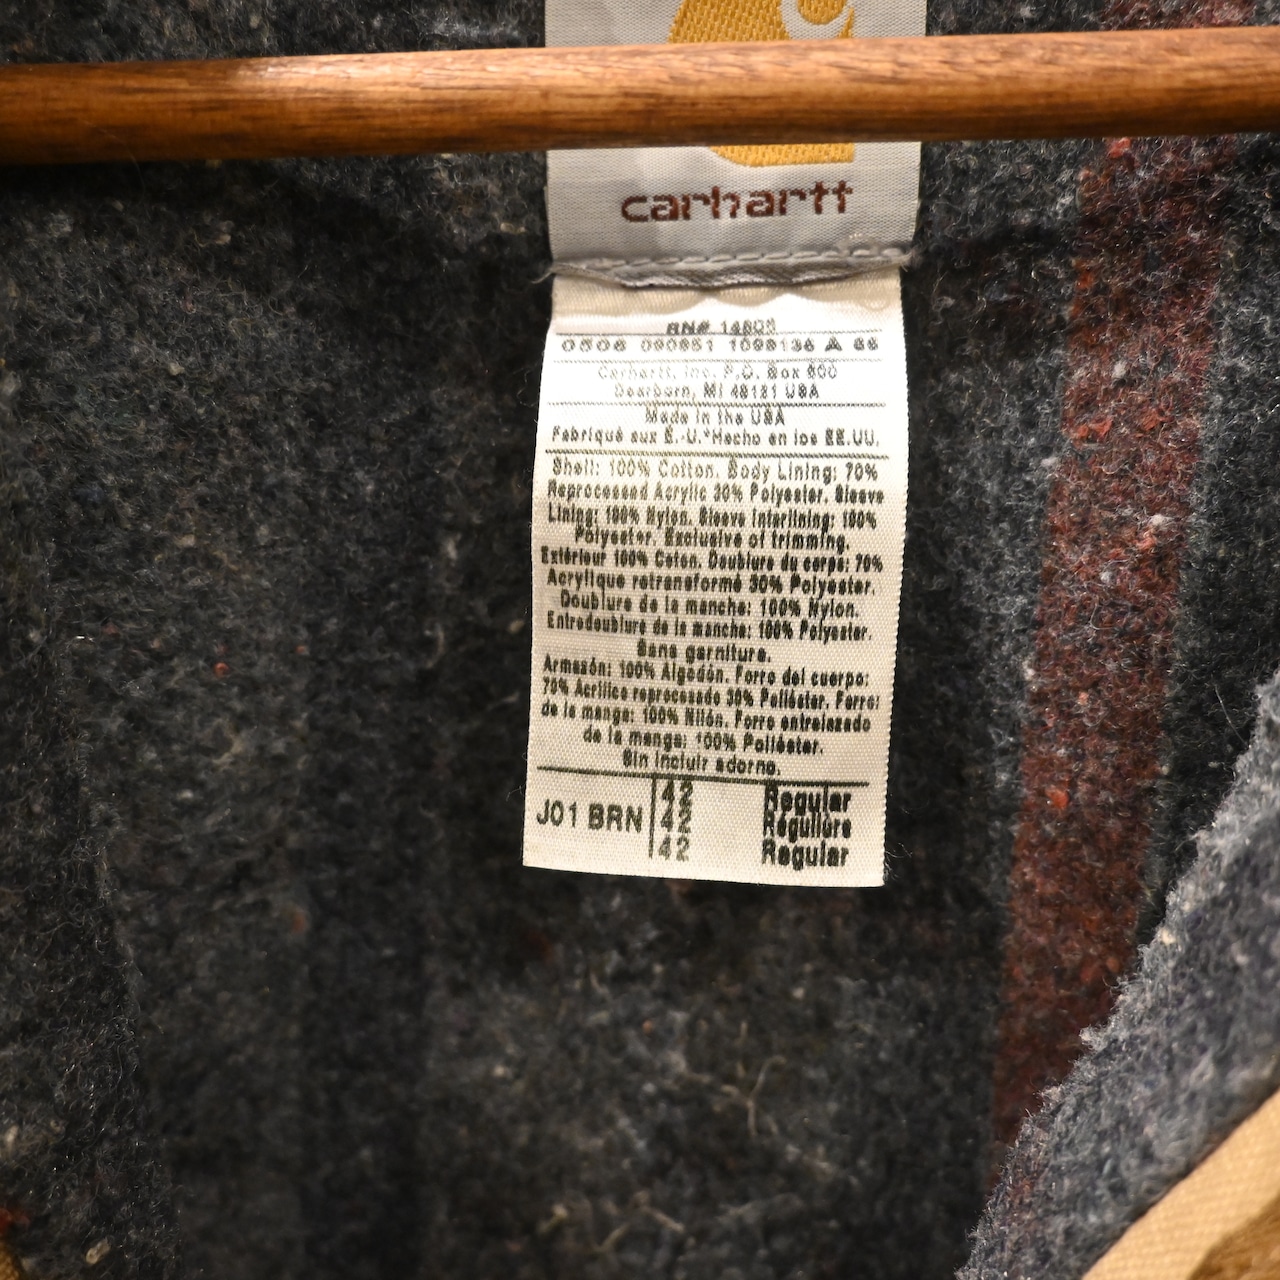 carhartt
RN# 14806
0506 090851 1098136 A 66
Carhartt, Inc. P.O. Box 600
Dearborn, MI 48121 USA
Made in the USA
Fabriqué aux É.-U.*Hecho en los EE.UU.
Shell: 100% Cotton. Body Lining: 70%
Reprocessed Acrylic 30% Polyester. Sleeve
Lining: 100% Nylon. Sleeve Interlining: 100%
Polyester. Exclusive of trimming.
Extérieur 100% Coton. Doublure du corps: 70%
Acrylique retransformé 30% Polyester.
Doublure de la manche: 100% Nylon.
Entredoublure de la manche: 100% Polyester.
Sans garniture.
Armasón: 100% Algodón. Forro del cuerpo:
70% Acrílico reprocesado 30% Poliéster. Forro:
de la manga: 100% Nilón. Forro entrelazado
de la manga: 100% Poliéster.
Sin incluir adorno.
42 Regular
J01 BRN 42 Régulière
42 Regular